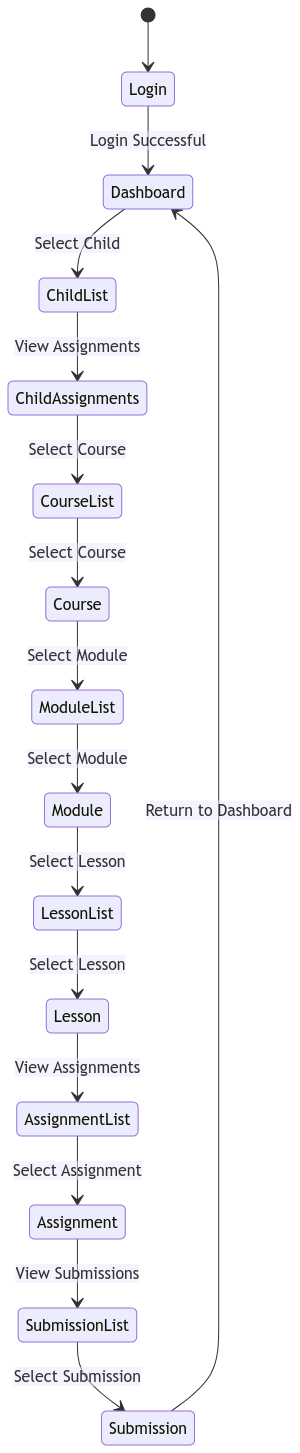 Login
Login Successful
Dashboard
Select Child
ChildList
View Assignments
ChildAssignments
Select Course
CourseList
Select Course
Course
Select Module
ModuleList
Select Module
Module
Return to Dashboard
Select Lesson
LessonList
Select Lesson
Lesson
View Assignments
AssignmentList
Select Assignment
Assignment
View Submissions
SubmissionList
Select Submission
Submission